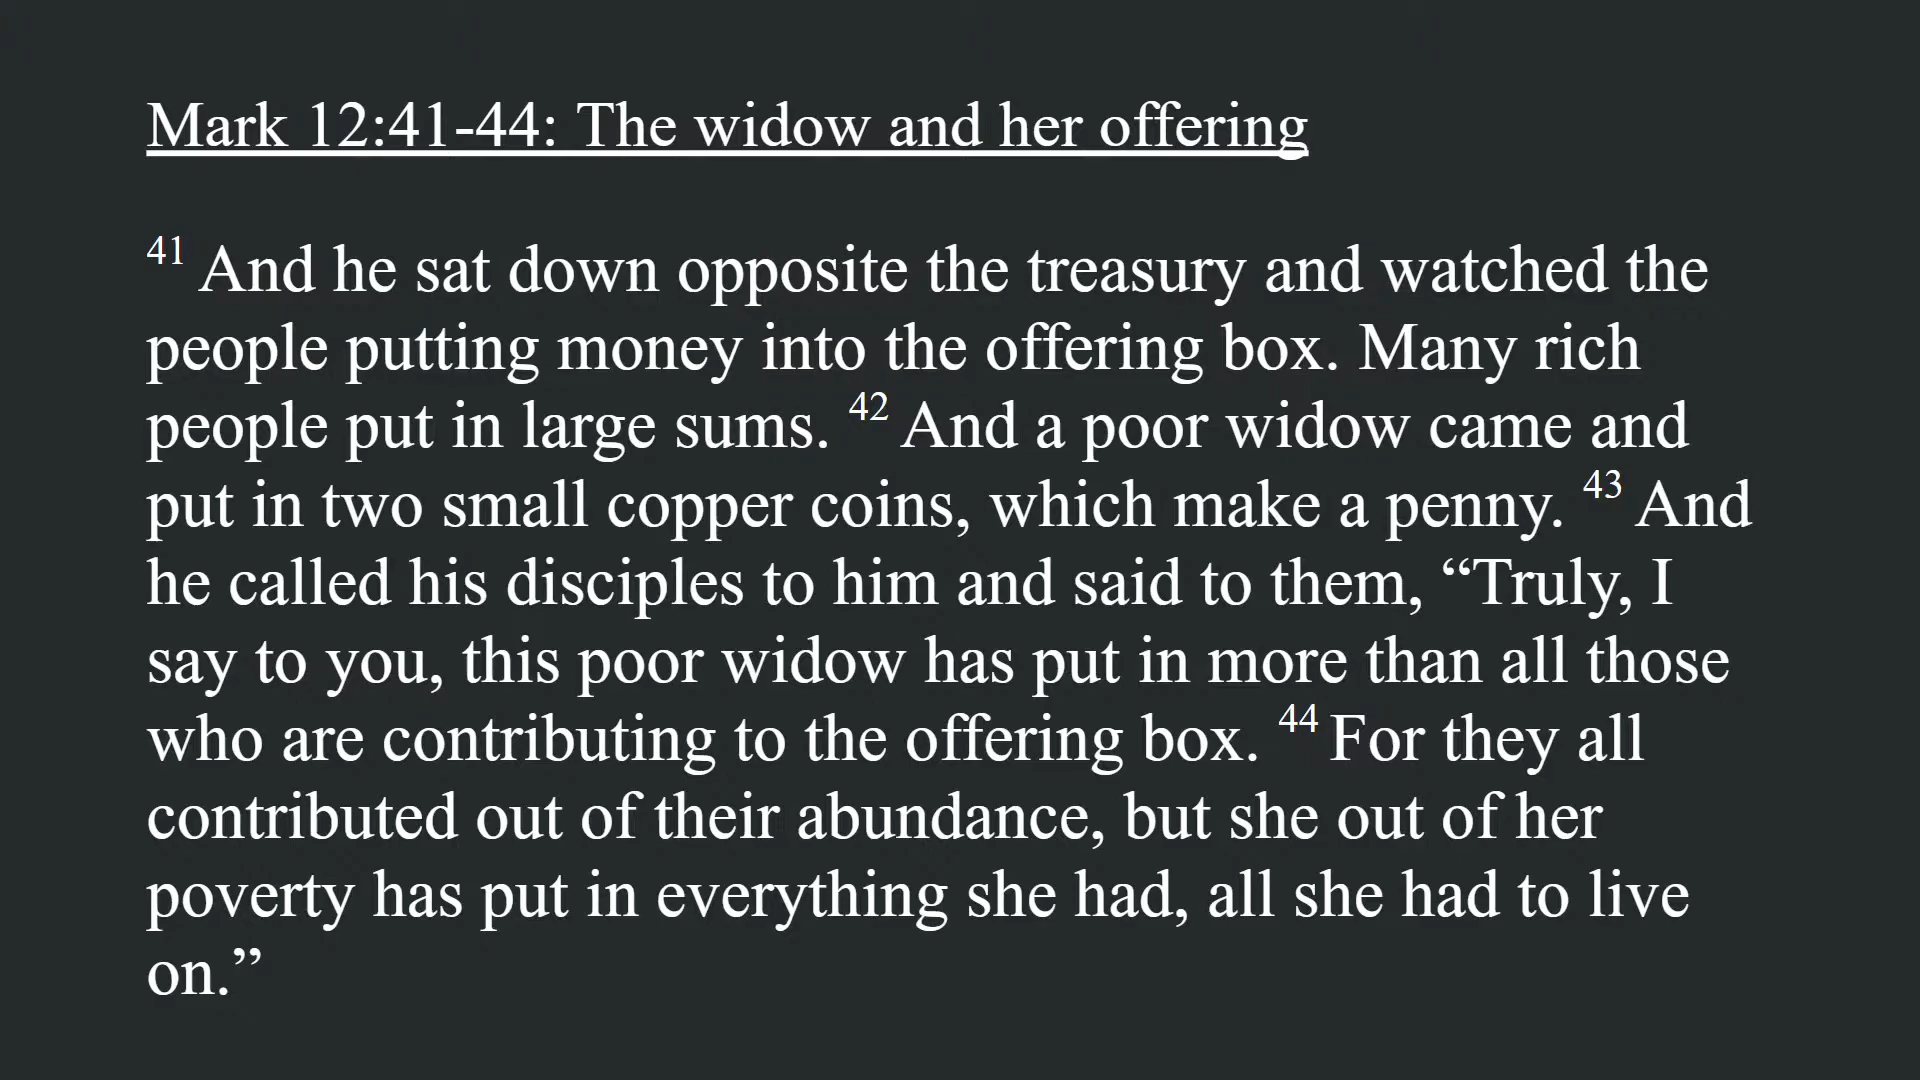 Mark 12:41-44: The widow and her offering
41 And he sat down opposite the treasury and watched the
people putting money into the offering box. Many rich
people put in large sums. 42 And a poor widow came and
put in two small copper coins, which make a penny. 43 And
he called his disciples to him and said to them, “Truly, I
say to you, this poor widow has put in more than all those
who are contributing to the offering box. 44 For they all
contributed out of their abundance, but she out of her
poverty has put in everything she had, all she had to live
on.”